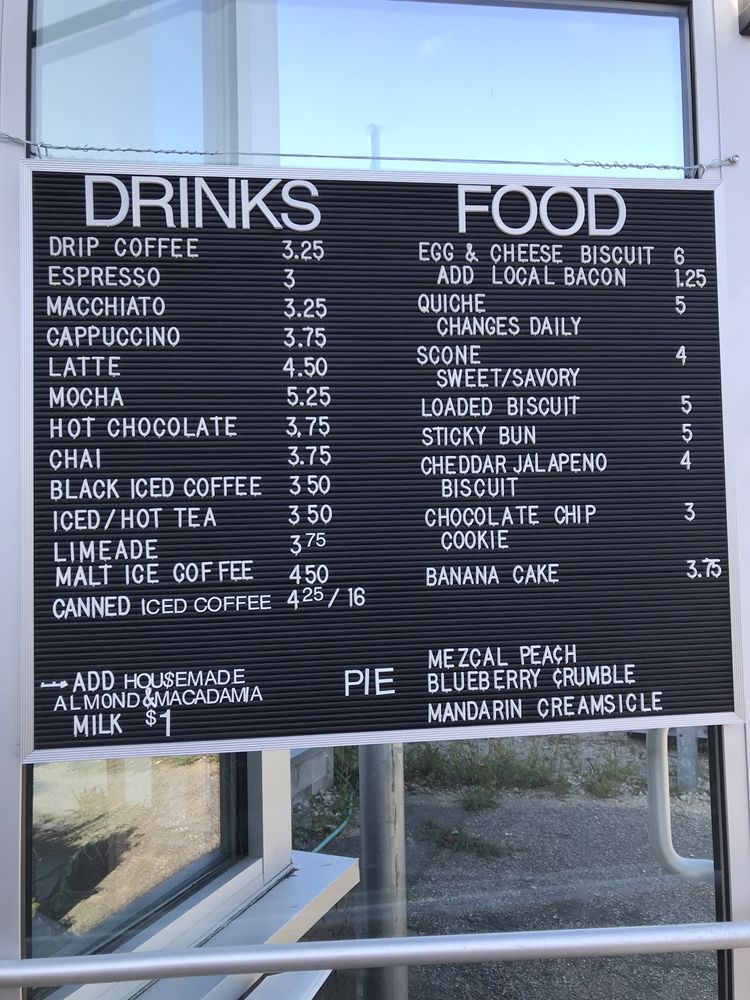 DRINKS
DRIP COFFEE 3.25
ESPRESSO 3
MACCHIATO 3.25
CAPPUCCINO 3.75
LATTE 4.50
MOCHA 5.25
HOT CHOCOLATE 3.75
CHAI 3.75
BLACK ICED COFFEE 3 50
ICED/HOT TEA 3 50
LIMEADE 3 75
MALT ICE COFFEE 4 50
CANNED ICED COFFEE 4 25 / 16
ADD HOU$EMADE
ALMOND&MACADAMIA
MILK $1
FOOD
EGG & CHEESE BISCUIT 6
ADD LOCAL BACON 1.25
QUICHE 5
CHANGES DAILY
SCONE 4
SWEET/SAVORY
LOADED BISCUIT 5
STICKY BUN 5
CHEDDAR JALAPENO 4
BISCUIT
CHOCOLATE CHIP 3
COOKIE
BANANA CAKE 3.75
PIE
MEZCAL PEACH
BLUEBERRY CRUMBLE
MANDARIN CREAMSICLE